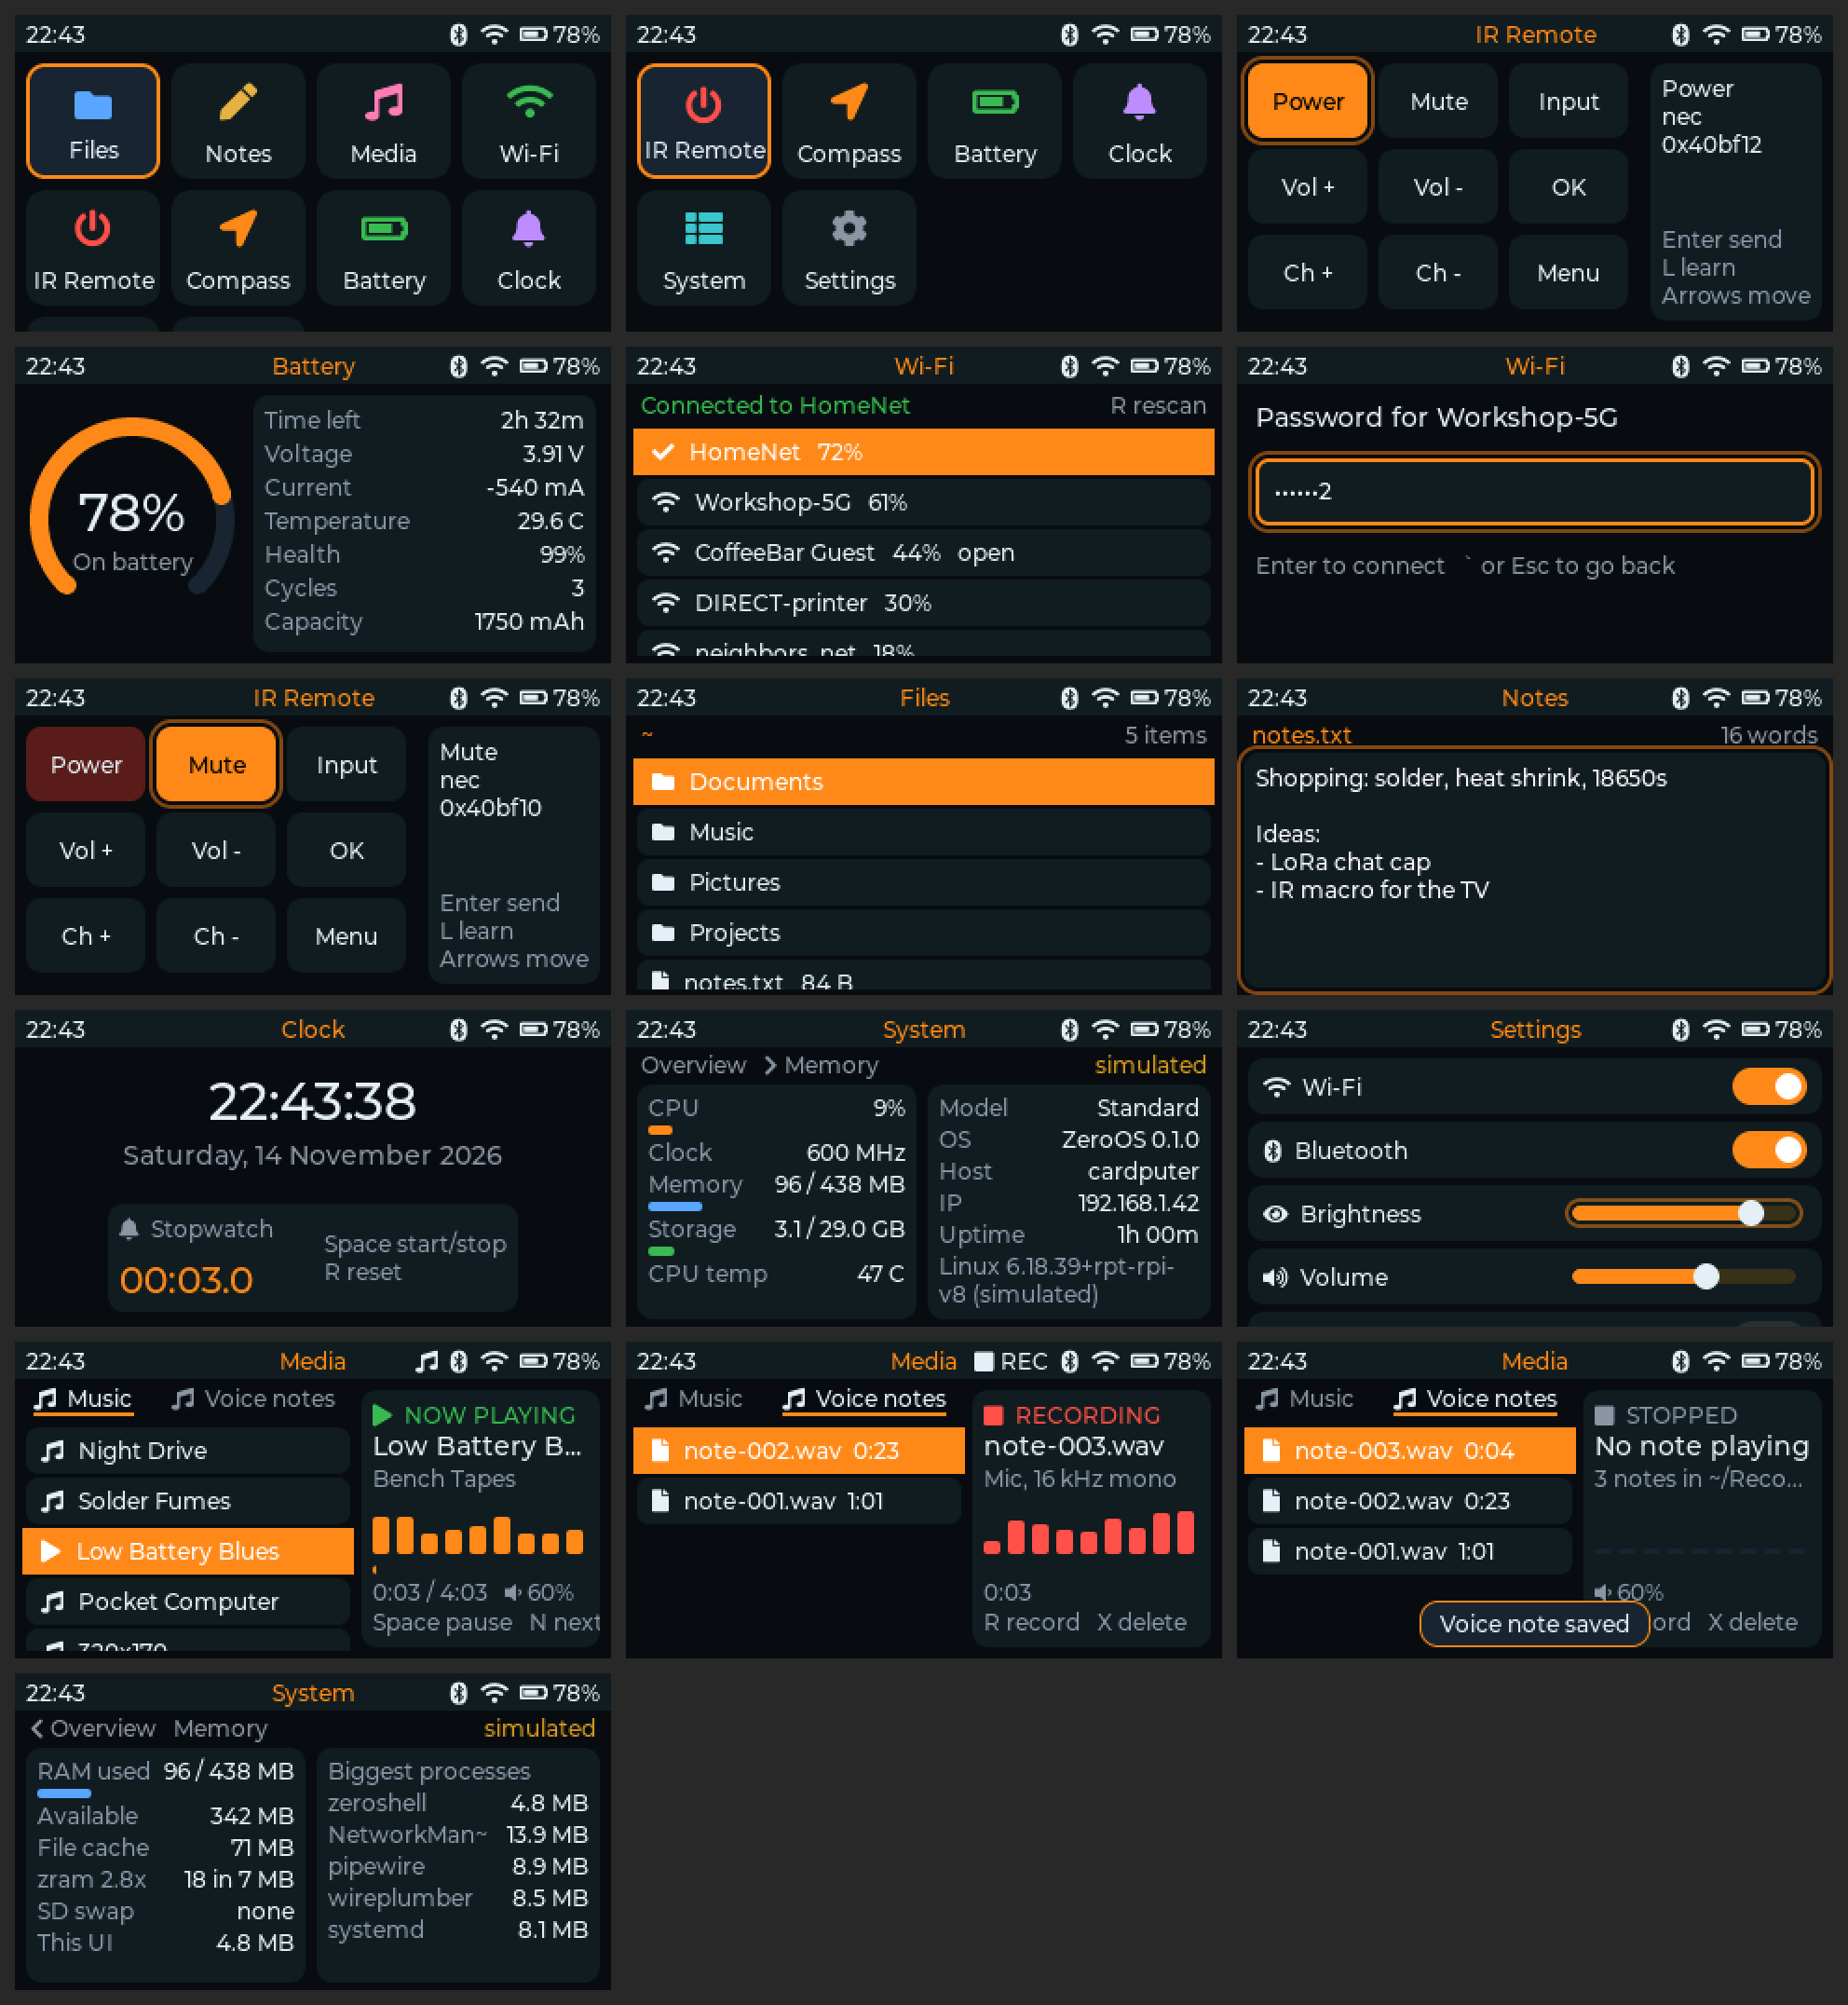 22:43 78%
Files Notes Media Wi-Fi
IR Remote Compass Battery Clock
22:43 78%
IR Remote Compass Battery Clock
System Settings
22:43 IR Remote 78%
Power Mute Input
Vol + Vol - OK
Ch + Ch - Menu
Power
nec
0x40bf12
Enter send
L learn
Arrows move
22:43 Battery 78%
78%
On battery
Time left 2h 32m
Voltage 3.91 V
Current -540 mA
Temperature 29.6 C
Health 99%
Cycles 3
Capacity 1750 mAh
22:43 Wi-Fi 78%
Connected to HomeNet R rescan
HomeNet 72%
Workshop-5G 61%
CoffeeBar Guest 44% open
DIRECT-printer 30%
neighbors_net 18%
22:43 Wi-Fi 78%
Password for Workshop-5G
••••••2
Enter to connect ` or Esc to go back
22:43 IR Remote 78%
Power Mute Input
Vol + Vol - OK
Ch + Ch - Menu
Mute
nec
0x40bf10
Enter send
L learn
Arrows move
22:43 Files 78%
~ 5 items
Documents
Music
Pictures
Projects
notes.txt 84 B
22:43 Notes 78%
notes.txt 16 words
Shopping: solder, heat shrink, 18650s
Ideas:
- LoRa chat cap
- IR macro for the TV
22:43 Clock 78%
22:43:38
Saturday, 14 November 2026
Stopwatch
00:03.0
Space start/stop
R reset
22:43 System 78%
Overview Memory simulated
CPU 9%
Clock 600 MHz
Memory 96 / 438 MB
Storage 3.1 / 29.0 GB
CPU temp 47 C
Model Standard
OS ZeroOS 0.1.0
Host cardputer
IP 192.168.1.42
Uptime 1h 00m
Linux 6.18.39+rpt-rpi-
v8 (simulated)
22:43 Settings 78%
Wi-Fi
Bluetooth
Brightness
Volume
22:43 Media 78%
Music Voice notes
Night Drive
Solder Fumes
Low Battery Blues
Pocket Computer
320x170
NOW PLAYING
Low Battery B...
Bench Tapes
0:03 / 4:03 60%
Space pause N next
22:43 Media REC 78%
Music Voice notes
note-002.wav 0:23
note-001.wav 1:01
RECORDING
note-003.wav
Mic, 16 kHz mono
0:03
R record X delete
22:43 Media 78%
Music Voice notes
note-003.wav 0:04
note-002.wav 0:23
note-001.wav 1:01
STOPPED
No note playing
3 notes in ~/Reco...
60%
ord X delete
Voice note saved
22:43 System 78%
Overview Memory simulated
RAM used 96 / 438 MB
Available 342 MB
File cache 71 MB
zram 2.8x 18 in 7 MB
SD swap none
This UI 4.8 MB
Biggest processes
zeroshell 4.8 MB
NetworkMan~ 13.9 MB
pipewire 8.9 MB
wireplumber 8.5 MB
systemd 8.1 MB